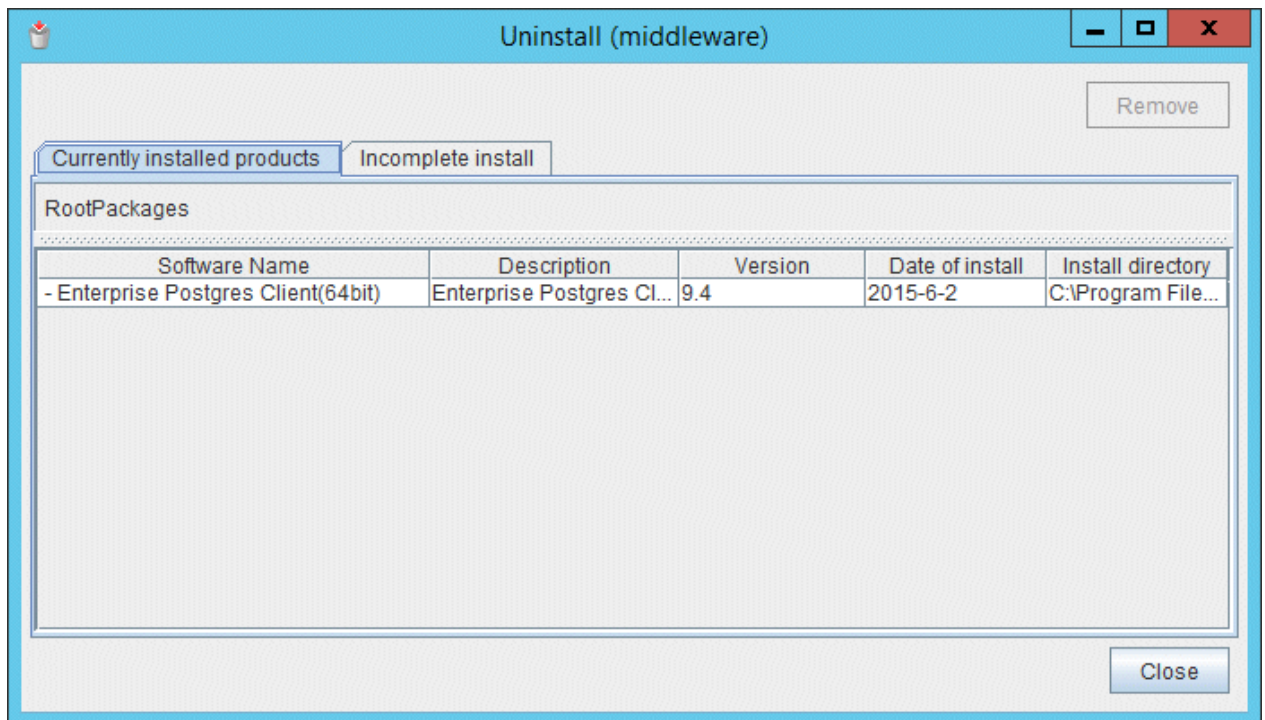 Uninstall (middleware)
Remove
Currently installed products Incomplete install
RootPackages
Software Name Description Version Date of install Install directory
- Enterprise Postgres Client(64bit) Enterprise Postgres Cl... 9.4 2015-6-2 C:\Program File...
Close